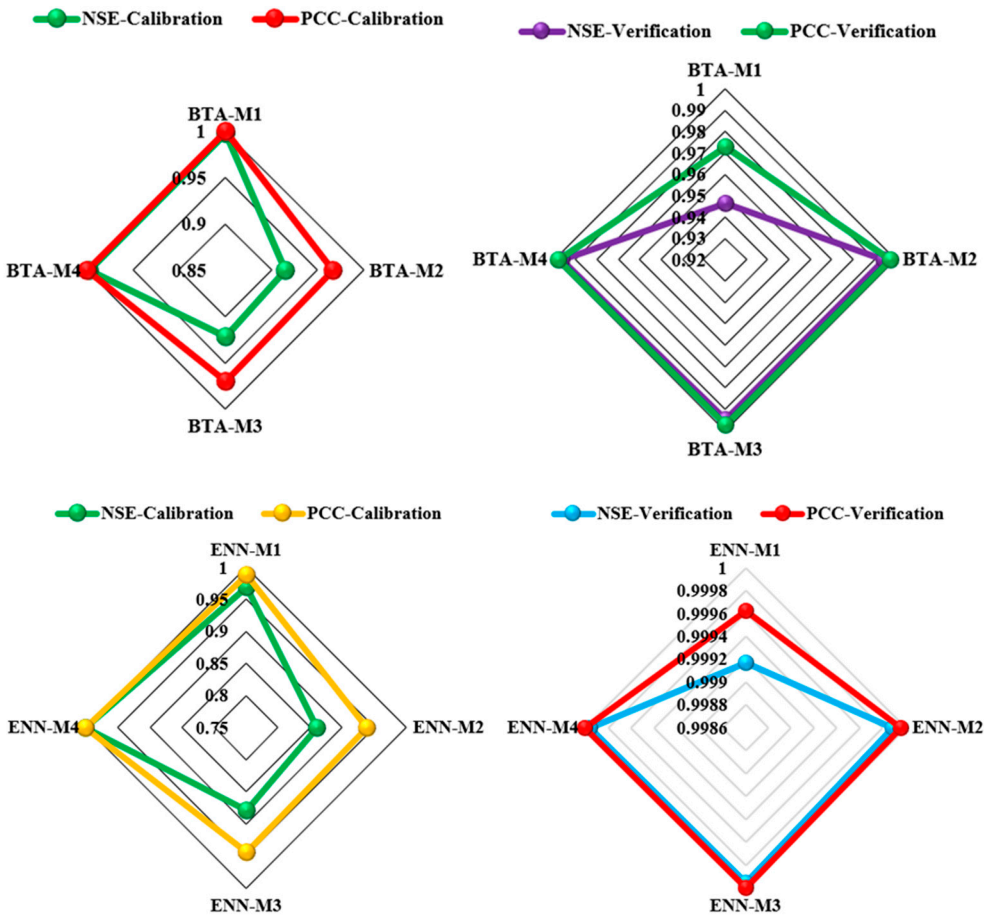 NSE-Calibration PCC-Calibration
BTA-M1
1
0.95
0.9
BTA-M4 0.85 BTA-M2
BTA-M3
NSE-Verification PCC-Verification
BTA-M1
1
0.99
0.98
0.97
0.96
0.95
0.94
0.93
BTA-M4 0.92 BTA-M2
BTA-M3
NSE-Calibration PCC-Calibration
ENN-M1
1
0.95
0.9
0.85
0.8
ENN-M4 0.75 ENN-M2
ENN-M3
NSE-Verification PCC-Verification
ENN-M1
1
0.9998
0.9996
0.9994
0.9992
0.999
0.9988
ENN-M4 0.9986 ENN-M2
ENN-M3